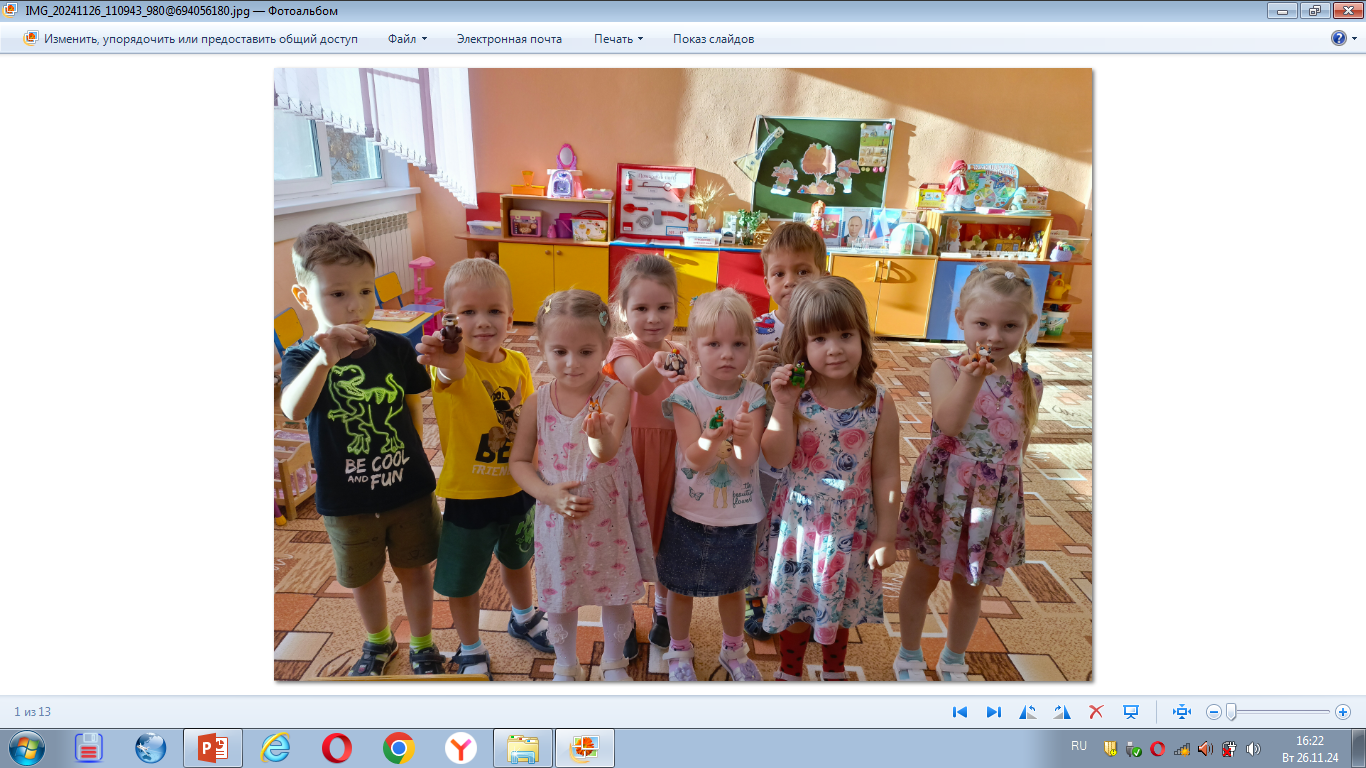 IMG_20241126_110943_980@694056180.jpg — Фотоальбом
Изменить, упорядочить или предоставить общий доступ Файл Электронная почта Печать Показ слайдов
BE COOL
AND FUN
BE
1 из 13
RU
16:22
Вт 26.11.24